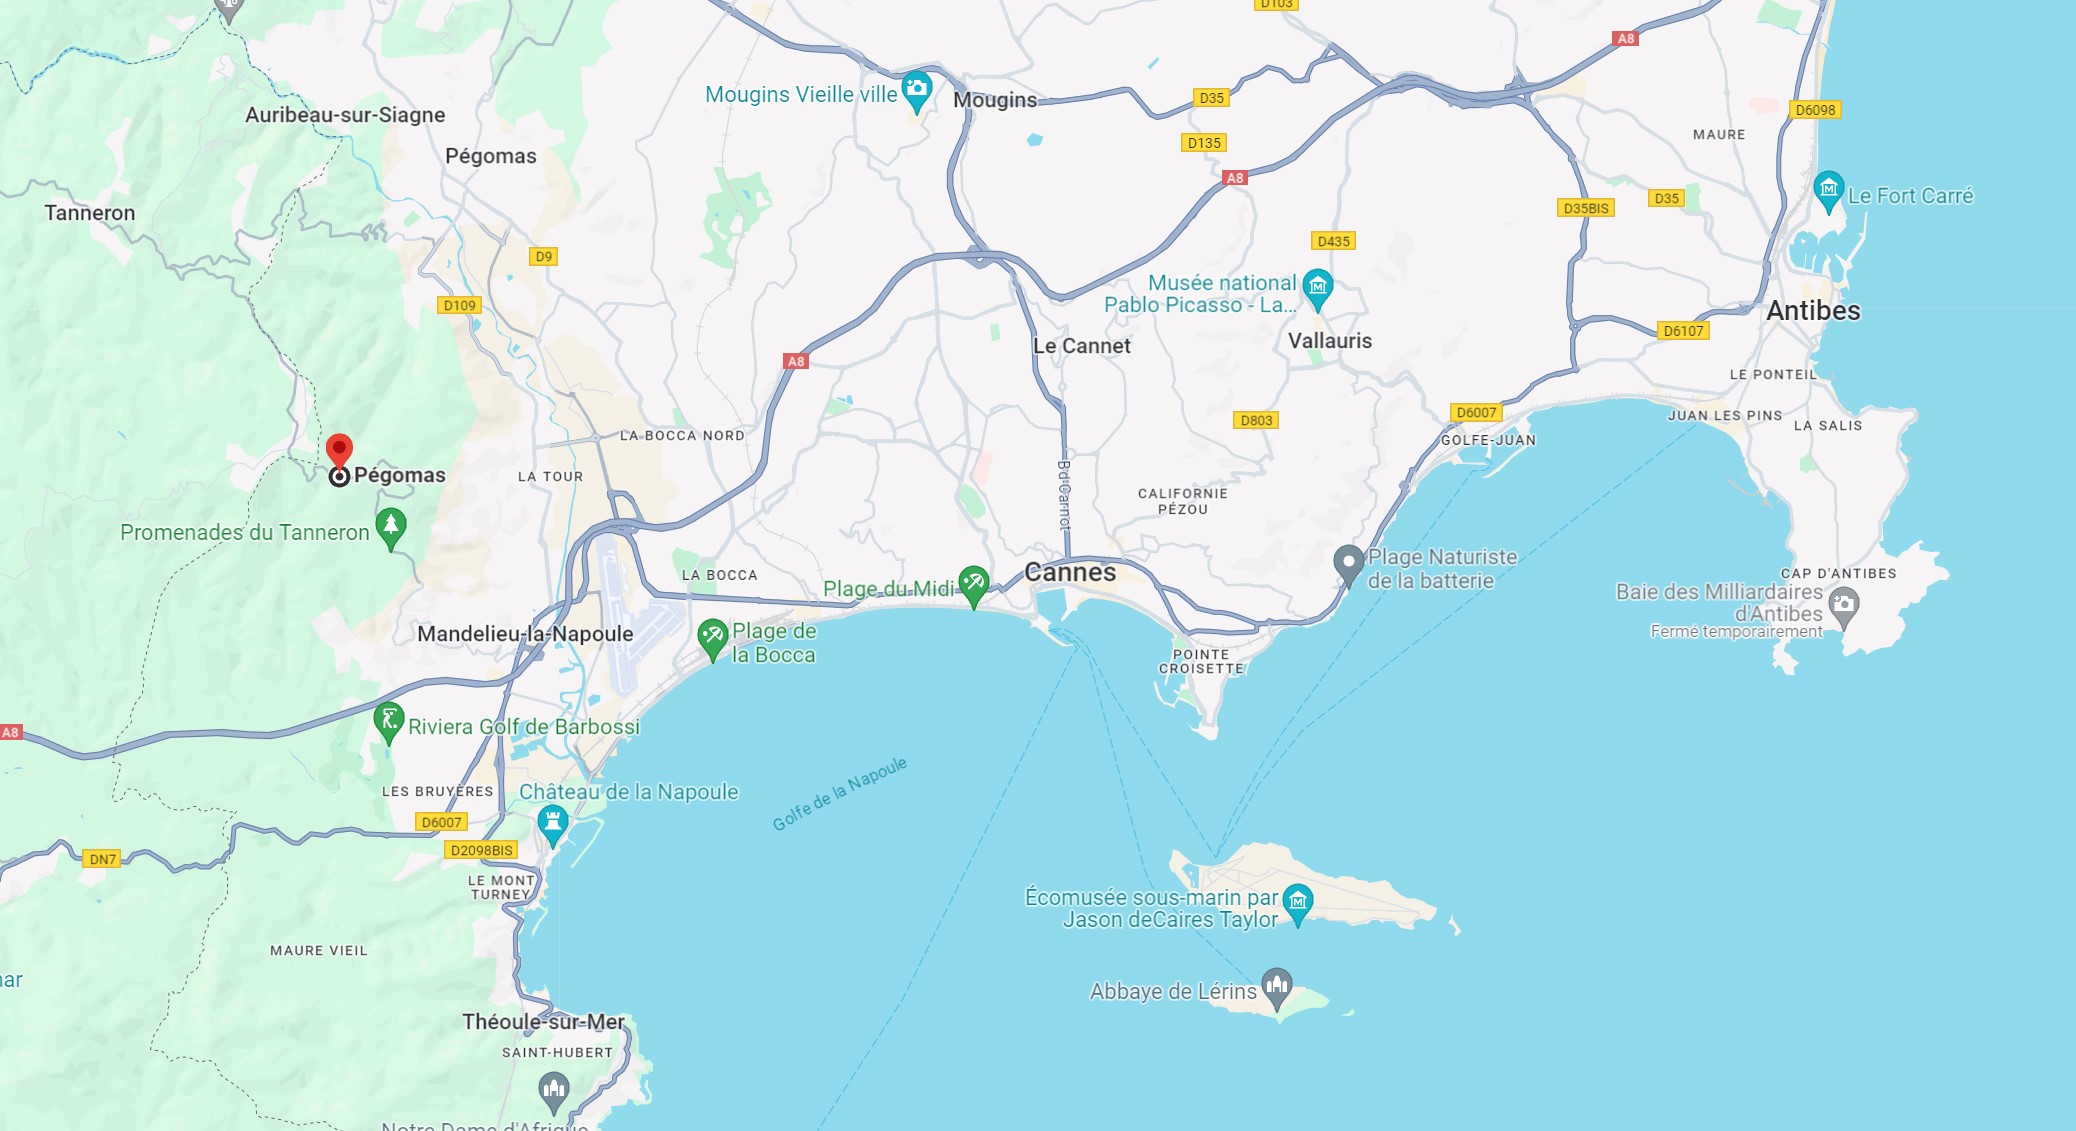 D103
A8
Mougins Vieille ville
Mougins
D35
D6098
Auribeau-sur-Siagne
D135
MAURE
Pégomas
A8
Le Fort Carré
Tanneron
D35BIS
D35
D9
D435
D109
Musée national
Pablo Picasso - La...
Antibes
Vallauris
D6107
Le Cannet
A8
LE PONTEIL
D6007
JUAN LES PINS
LA SALIS
D803
LA BOCCA NORD
GOLFE-JUAN
Pégomas
LA TOUR
Bd Carnot
CALIFORNIE
PÉZOU
Promenades du Tanneron
Plage Naturiste
de la batterie
LA BOCCA
Cannes
CAP D'ANTIBES
Plage du Midi
Baie des Milliardaires
d'Antibes
Fermé temporairement
Mandelieu-la-Napoule
Plage de
la Bocca
POINTE
CROISETTE
A8
Riviera Golf de Barbossi
Golfe de la Napoule
LES BRUYÈRES
Château de la Napoule
D6007
D2098BIS
DN7
LE MONT
TURNEY
Écomusée sous-marin par
Jason deCaires Taylor
MAURE VIEIL
nar
Abbaye de Lérins
Théoule-sur-Mer
SAINT-HUBERT
Notre Dame d'Afrique